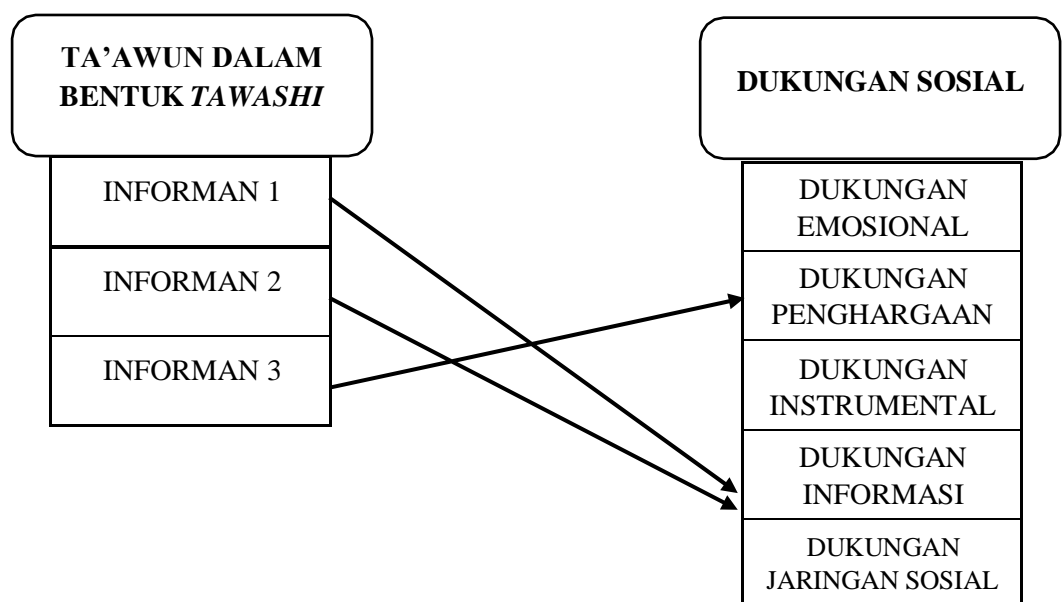 TA’AWUN DALAM
BENTUK TAWASHI
INFORMAN 1
INFORMAN 2
INFORMAN 3
DUKUNGAN SOSIAL
DUKUNGAN
EMOSIONAL
DUKUNGAN
PENGHARGAAN
DUKUNGAN
INSTRUMENTAL
DUKUNGAN
INFORMASI
DUKUNGAN
JARINGAN SOSIAL